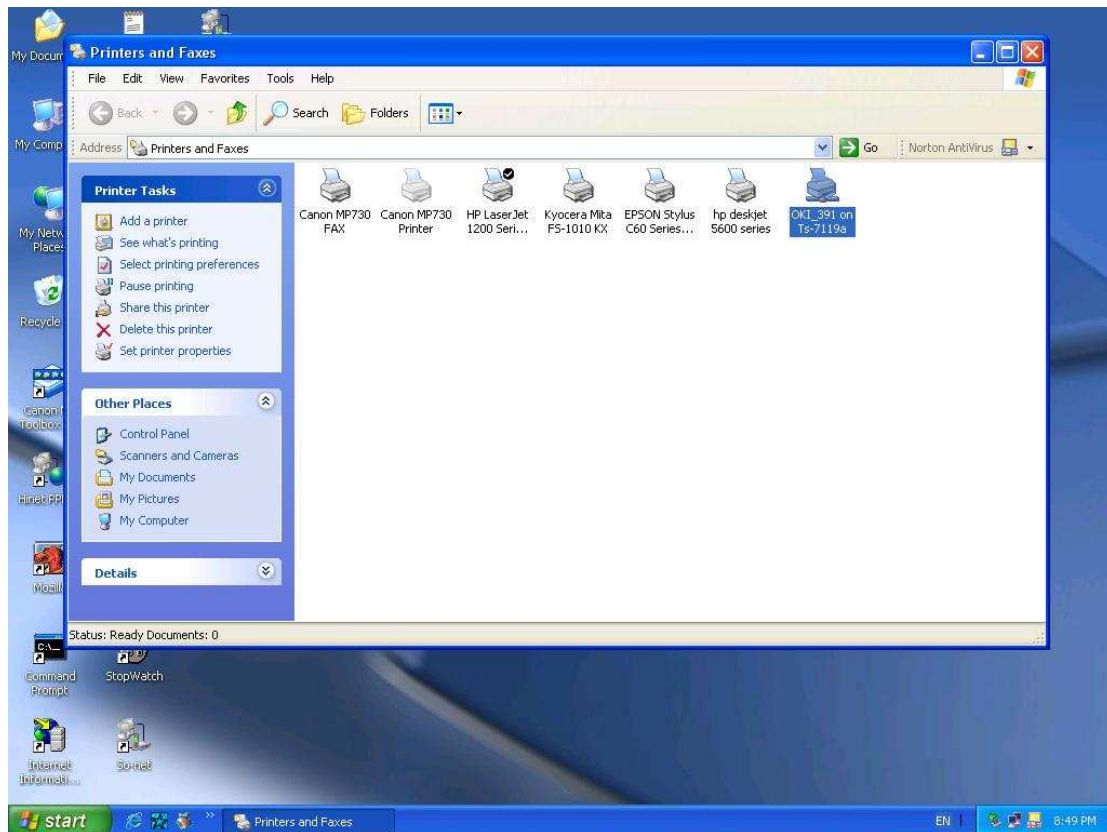 My Docum
Printers and Faxes
File Edit View Favorites Tools Help
Back Search Folders
My Comp
Address Printers and Faxes Go Norton AntiVirus
Printer Tasks
Add a printer
See what's printing
Select printing preferences
Pause printing
Share this printer
Delete this printer
Set printer properties
Other Places
Control Panel
Scanners and Cameras
My Documents
My Pictures
My Computer
Details
Canon MP730
FAX
Canon MP730
Printer
HP LaserJet
1200 Seri...
Kyocera Mita
FS-1010 KX
EPSON Stylus
C60 Series...
hp deskjet
5600 series
OKI_391 on
Ts-7119a
Status: Ready Documents: 0
My Netw
Places
Recycle
Canon
Toolbox
Hinet PPP
Mozill
C:\_
Command
Prompt
StopWatch
Internet
Informati...
So-net
start
Printers and Faxes
EN
8:49 PM